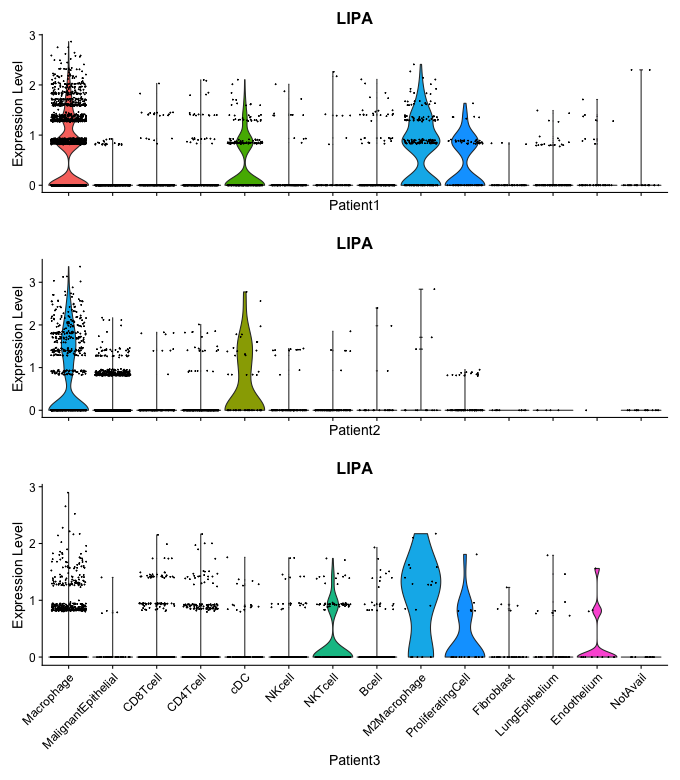 LIPA
3
2
1
0
Expression Level
Patient1
LIPA
3
2
1
0
Expression Level
Patient2
LIPA
3
2
1
0
Expression Level
Macrophage
MalignantEpithelial
CD8Tcell
CD4Tcell
cDC
NKcell
NKTcell
Bcell
M2Macrophage
ProliferatingCell
Fibroblast
LungEpithelium
Endothelium
NotAvail
Patient3